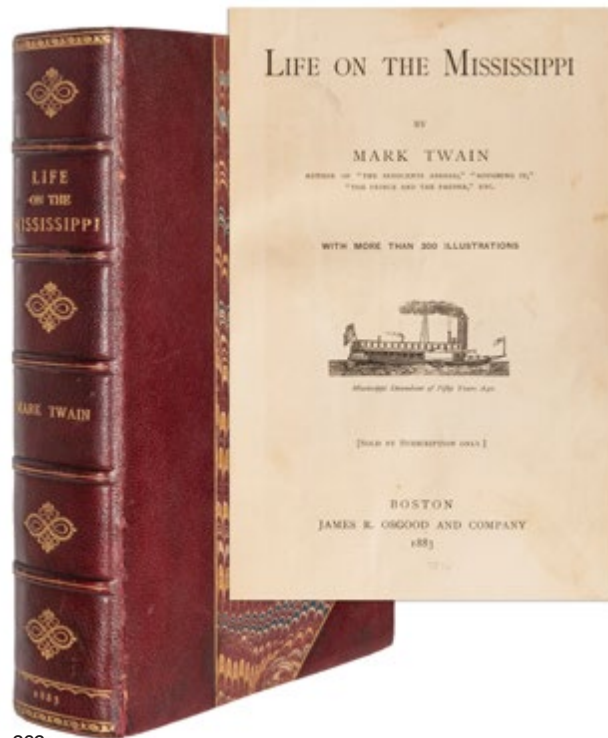 LIFE
ON THE
MISSISSIPPI
MARK TWAIN
1883
LIFE ON THE MISSISSIPPI
BY
MARK TWAIN
AUTHOR OF "THE INNOCENTS ABROAD," "ROUGHING IT,"
"THE PRINCE AND THE PAUPER," ETC.
WITH MORE THAN 300 ILLUSTRATIONS
Mississippi Steamboat of Fifty Years Ago.
[SOLD BY SUBSCRIPTION ONLY]
BOSTON
JAMES R. OSGOOD AND COMPANY
1883